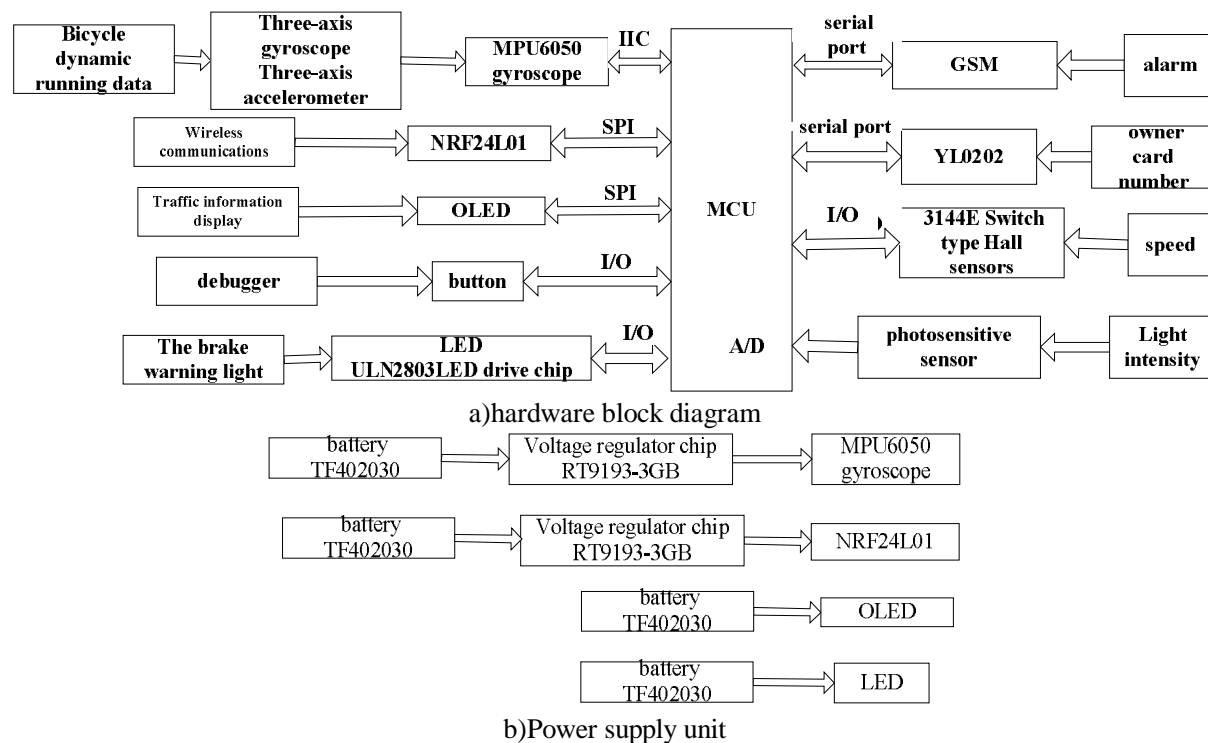 Bicycle
dynamic
running data
Three-axis
gyroscope
Three-axis
accelerometer
MPU6050
gyroscope
IIC
Wireless
communications
NRF24L01
SPI
Traffic information
display
OLED
SPI
debugger
button
I/O
The brake
warning light
LED
ULN2803LED drive chip
I/O
MCU
A/D
serial
port
GSM
alarm
serial port
YL0202
owner
card
number
I/O
3144E Switch
type Hall
sensors
speed
photosensitive
sensor
Light
intensity
a)hardware block diagram
battery
TF402030
Voltage regulator chip
RT9193-3GB
MPU6050
gyroscope
battery
TF402030
Voltage regulator chip
RT9193-3GB
NRF24L01
battery
TF402030
OLED
battery
TF402030
LED
b)Power supply unit